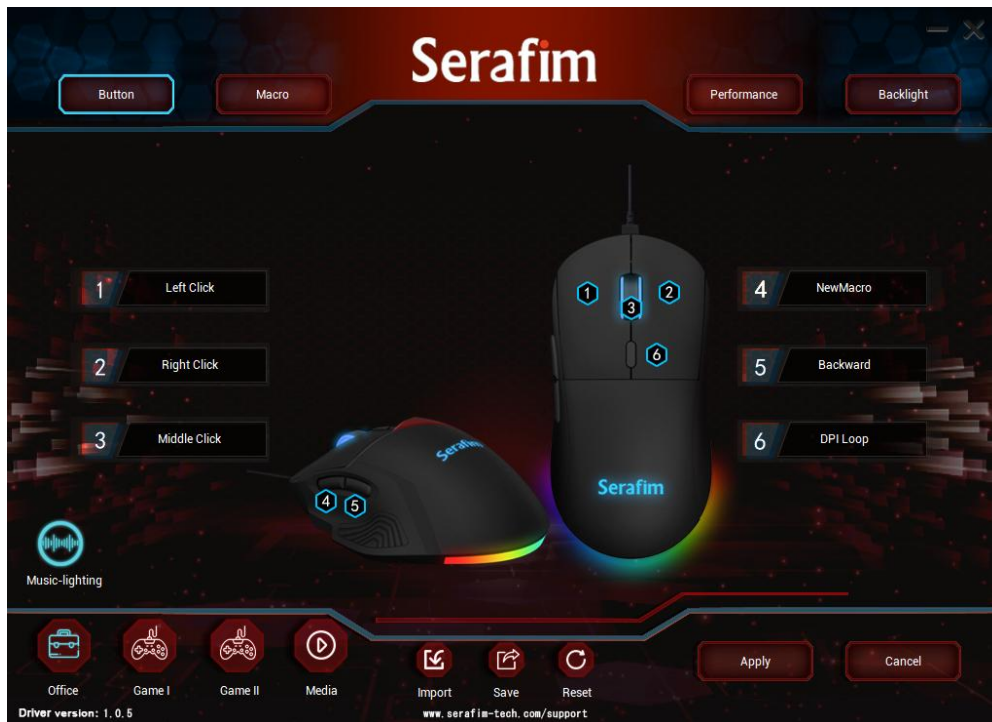 Serafim
Button
Macro
Performance
Backlight
1 Left Click
2 Right Click
3 Middle Click
4 NewMacro
5 Backward
6 DPI Loop
1
2
3
6
Serafim
4
5
Serafim
Music-lighting
Office
Game I
Game II
Media
Import
Save
Reset
Apply
Cancel
Driver version: 1,0,5
www.serafim-tech.com/support